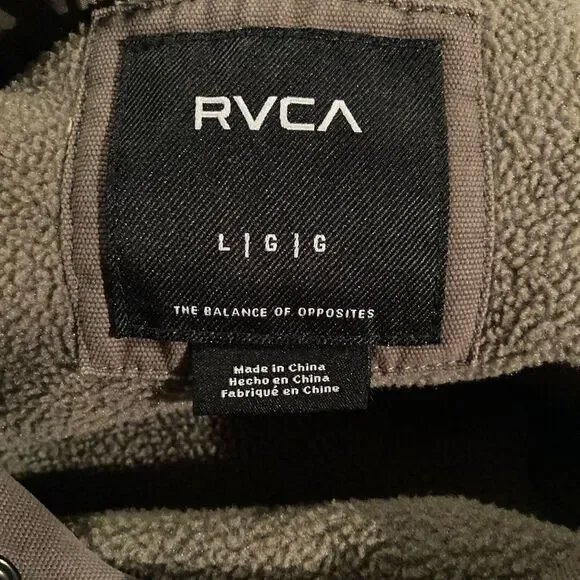 RVCA
L | G | G
THE BALANCE OF OPPOSITES
Made in China
Hecho en China
Fabriqué en Chine